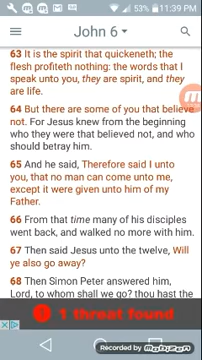 53% 11:39 PM
John 6
63 It is the spirit that quickeneth; the
flesh profiteth nothing: the words that I
speak unto you, they are spirit, and they
are life.
64 But there are some of you that believe
not. For Jesus knew from the beginning
who they were that believed not, and who
should betray him.
65 And he said, Therefore said I unto
you, that no man can come unto me,
except it were given unto him of my
Father.
66 From that time many of his disciples
went back, and walked no more with him.
67 Then said Jesus unto the twelve, Will
ye also go away?
68 Then Simon Peter answered him,
Lord, to whom shall we go? thou hast the
1 threat found
RECORDED BY